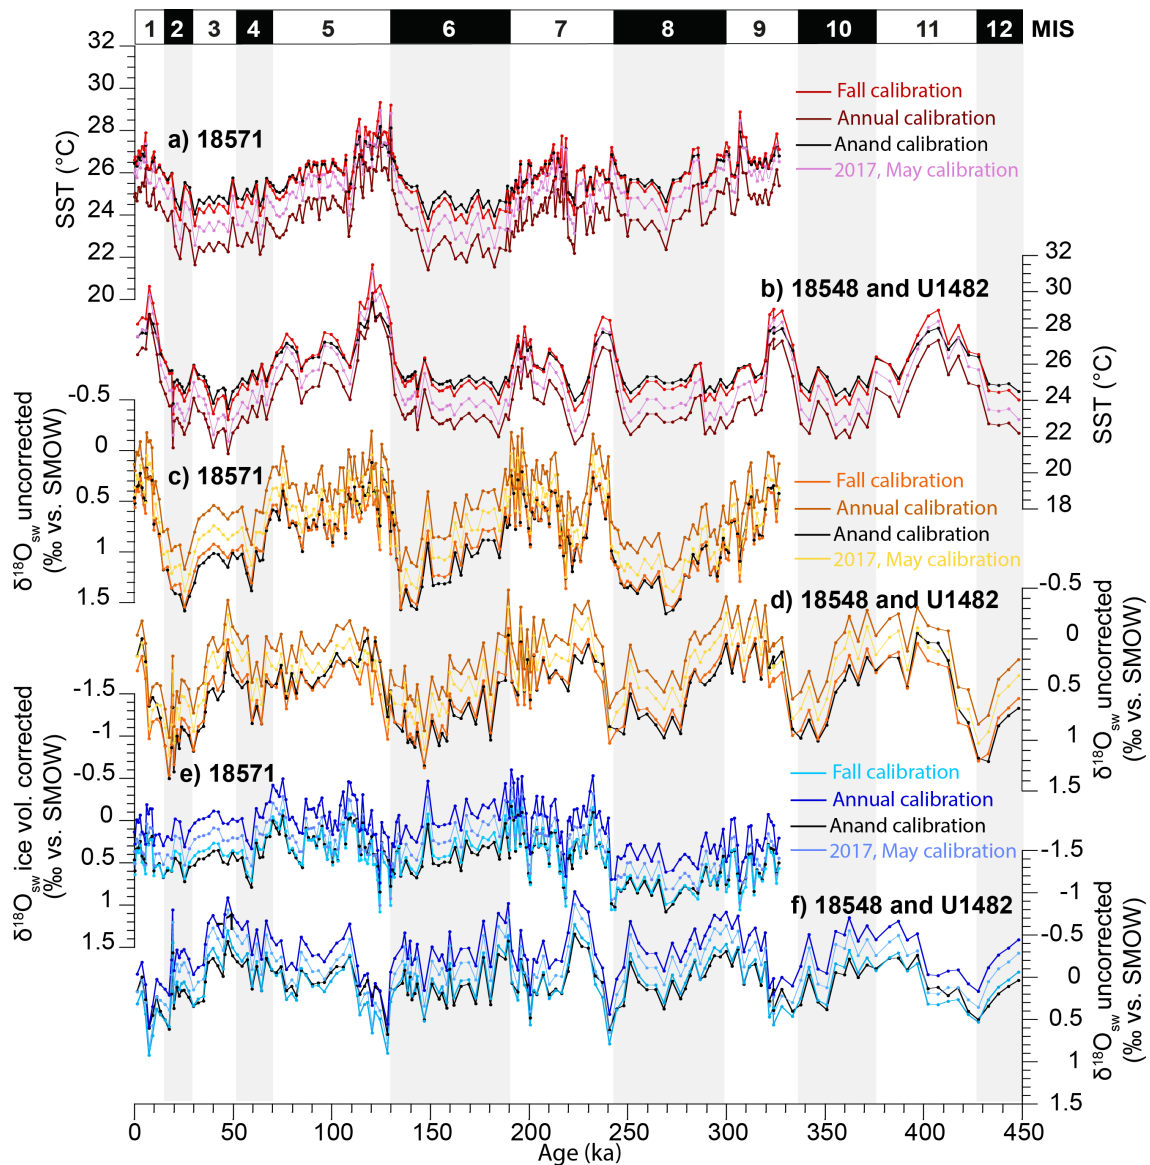 1 2 3 4 5 6 7 8 9 10 11 12 MIS
32
30
28
26
24
22
20
SST (°C)
a) 18571
Fall calibration
Annual calibration
Anand calibration
2017, May calibration
b) 18548 and U1482
32
30
28
26
24
22
20
18
SST (°C)
-0.5
0
0.5
1
1.5
δ18Osw uncorrected
(‰ vs. SMOW)
c) 18571
Fall calibration
Annual calibration
Anand calibration
2017, May calibration
d) 18548 and U1482
-0.5
0
0.5
1
1.5
δ18Osw uncorrected
(‰ vs. SMOW)
-1.5
-1
-0.5
0
0.5
1
1.5
δ18Osw ice vol. corrected
(‰ vs. SMOW)
e) 18571
Fall calibration
Annual calibration
Anand calibration
2017, May calibration
f) 18548 and U1482
-1.5
-1
-0.5
0
0.5
1
1.5
δ18Osw uncorrected
(‰ vs. SMOW)
0 50 100 150 200 250 300 350 400 450
Age (ka)